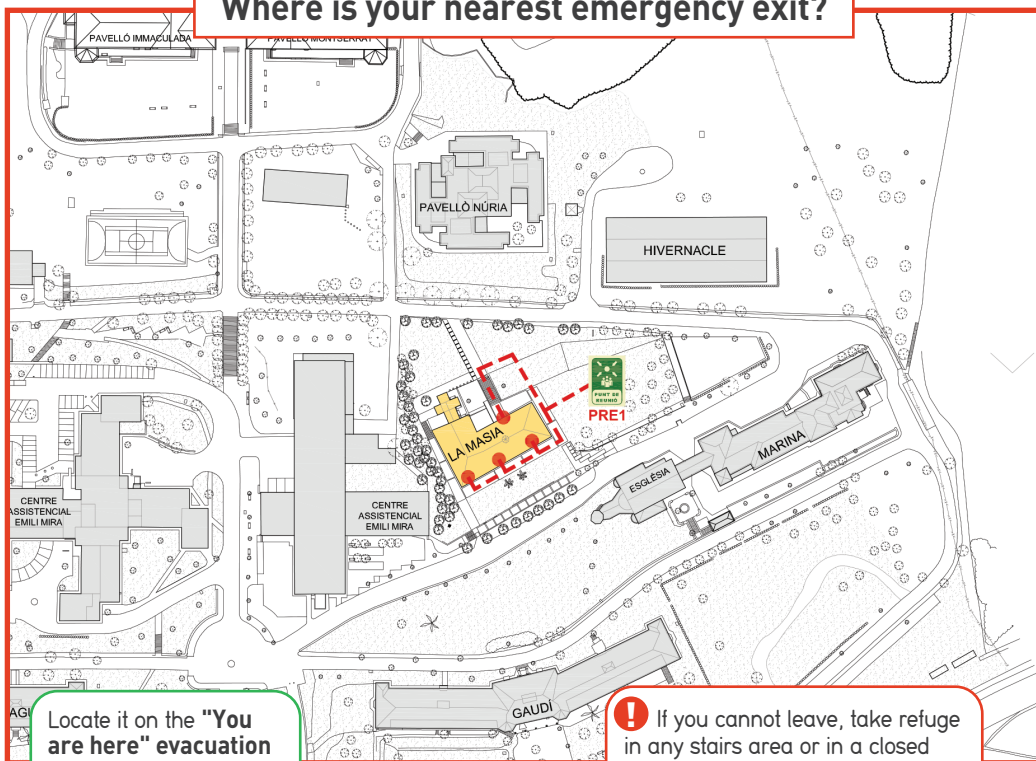 Where is your nearest emergency exit?
PAVELLÓ IMMACULADA
PAVELLÓ MONTSERRAT
PAVELLÒ NÚRIA
HIVERNACLE
PUNT DE
REUNIÓ
PRE1
LA MASIA
MARINA
ESGLÉSIA
CENTRE
ASSISTENCIAL
EMILI MIRA
CENTRE
ASSISTENCIAL
EMILI MIRA
GAUDÍ
Locate it on the "You
are here" evacuation
! If you cannot leave, take refuge
in any stairs area or in a closed